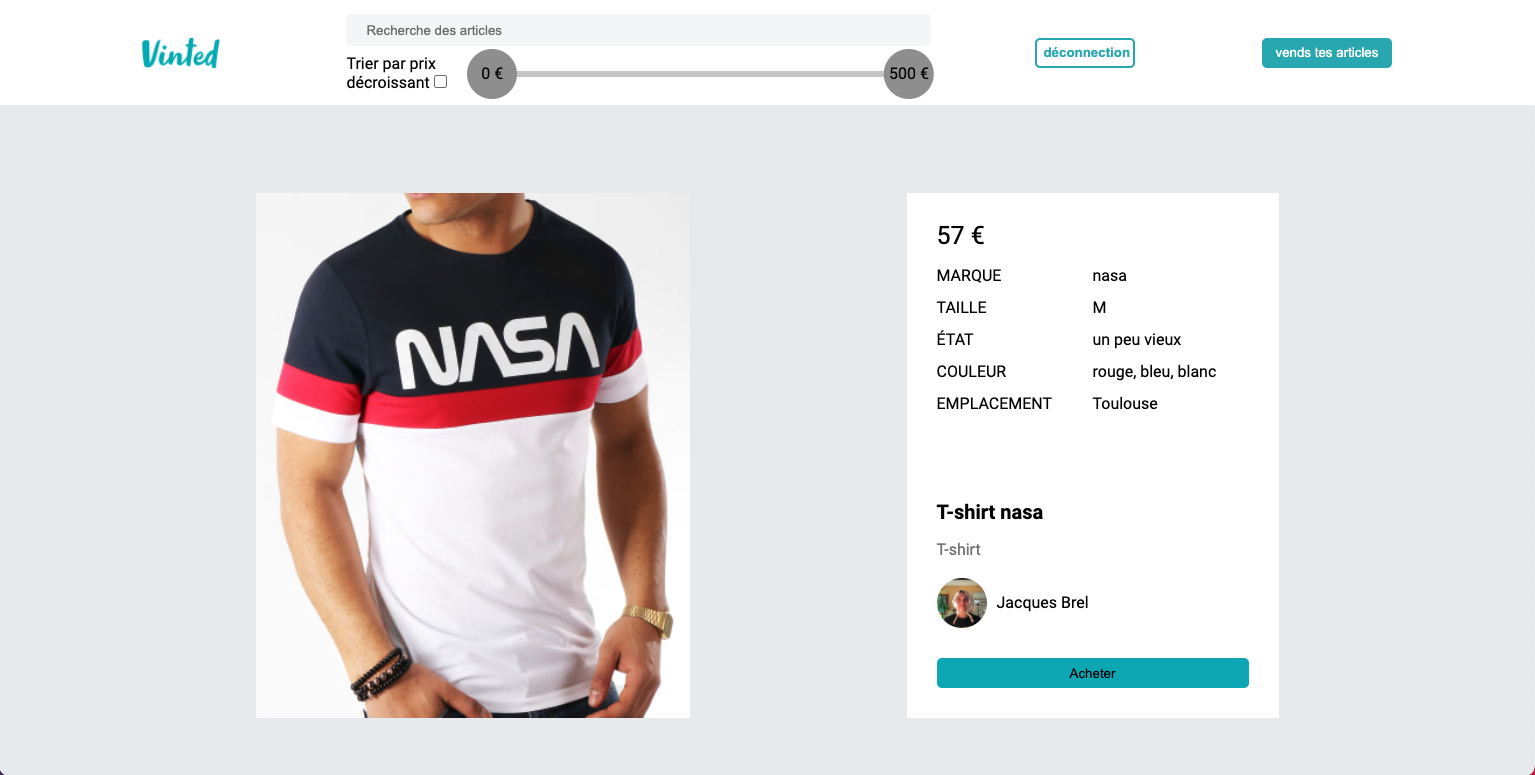 Vinted
Recherche des articles
Trier par prix
décroissant
0 €
500 €
déconnection
vends tes articles
NASA
57 €
MARQUE nasa
TAILLE M
ÉTAT un peu vieux
COULEUR rouge, bleu, blanc
EMPLACEMENT Toulouse
T-shirt nasa
T-shirt
Jacques Brel
Acheter